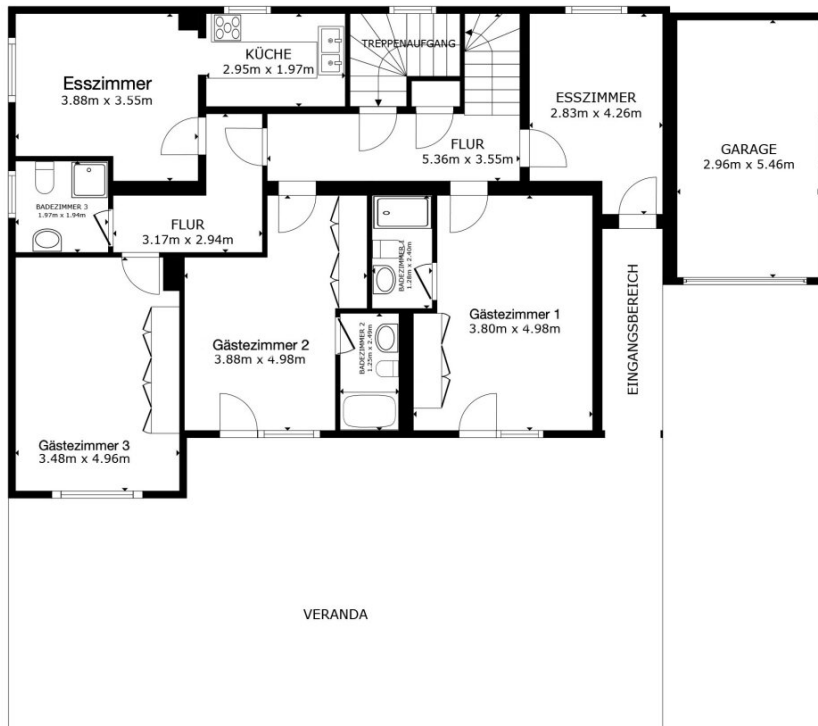 TREPPENAUFGANG
KÜCHE
2.95m x 1.97m
Esszimmer
3.88m x 3.55m
ESSZIMMER
2.83m x 4.26m
FLUR
5.36m x 3.55m
GARAGE
2.96m x 5.46m
BADEZIMMER 3
1.97m x 1.94m
FLUR
3.17m x 2.94m
BADEZIMMER 4
1.28m x 2.40m
Gästezimmer 1
3.80m x 4.98m
Gästezimmer 2
3.88m x 4.98m
BADEZIMMER 2
1.25m x 2.49m
EINGANGSBEREICH
Gästezimmer 3
3.48m x 4.96m
VERANDA